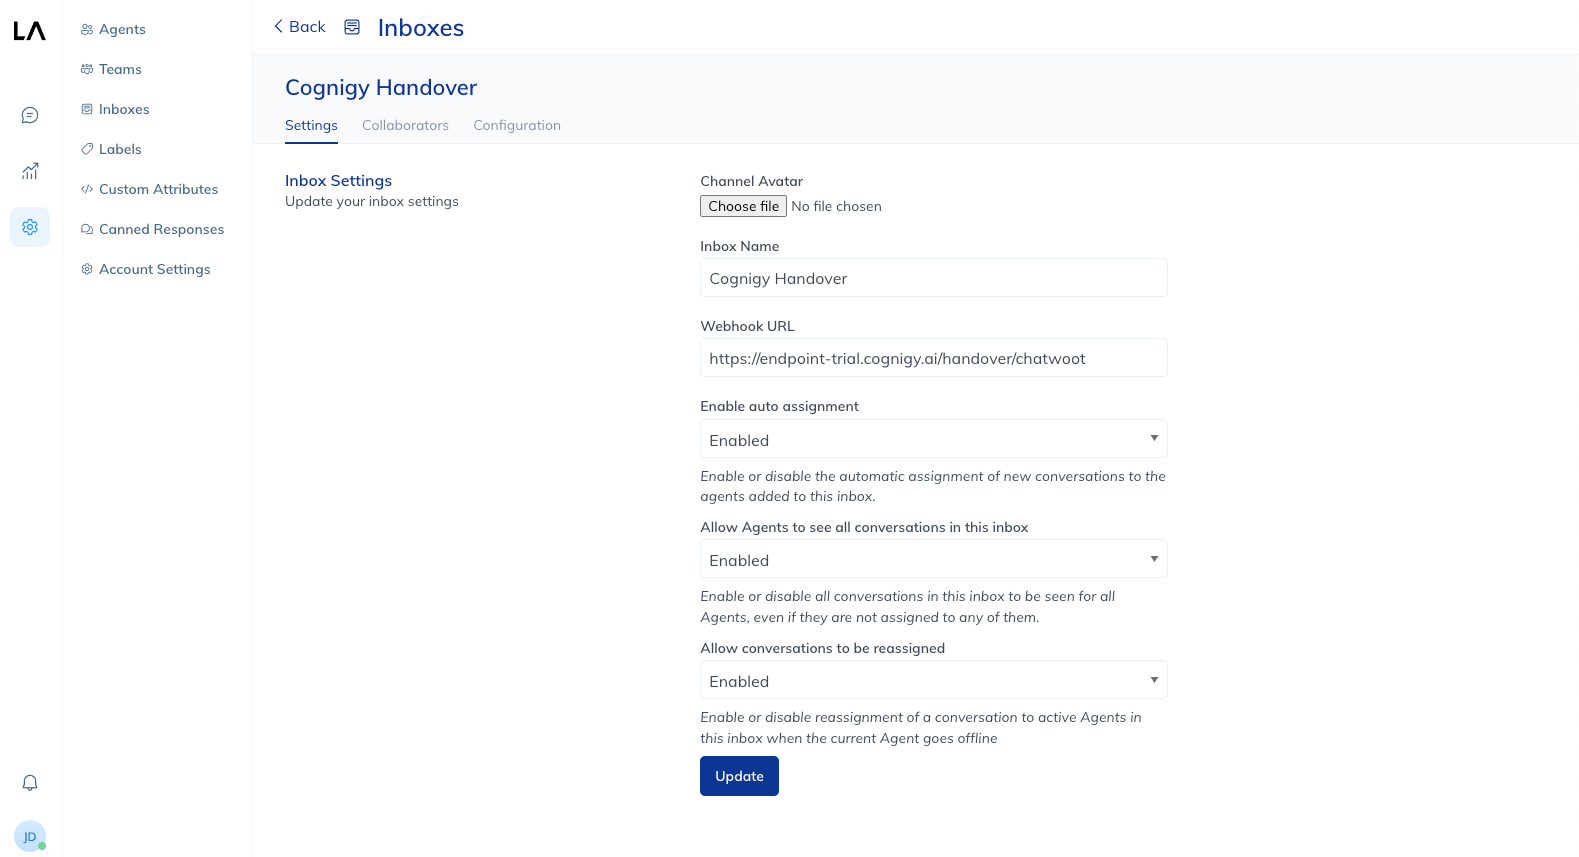 LA
Agents
Teams
Inboxes
Labels
Custom Attributes
Canned Responses
Account Settings
JD
Back
Inboxes
Cognigy Handover
Settings
Collaborators
Configuration
Inbox Settings
Update your inbox settings
Channel Avatar
Choose file No file chosen
Inbox Name
Cognigy Handover
Webhook URL
https://endpoint-trial.cognigy.ai/handover/chatwoot
Enable auto assignment
Enabled
Enable or disable the automatic assignment of new conversations to the
agents added to this inbox.
Allow Agents to see all conversations in this inbox
Enabled
Enable or disable all conversations in this inbox to be seen for all
Agents, even if they are not assigned to any of them.
Allow conversations to be reassigned
Enabled
Enable or disable reassignment of a conversation to active Agents in
this inbox when the current Agent goes offline
Update